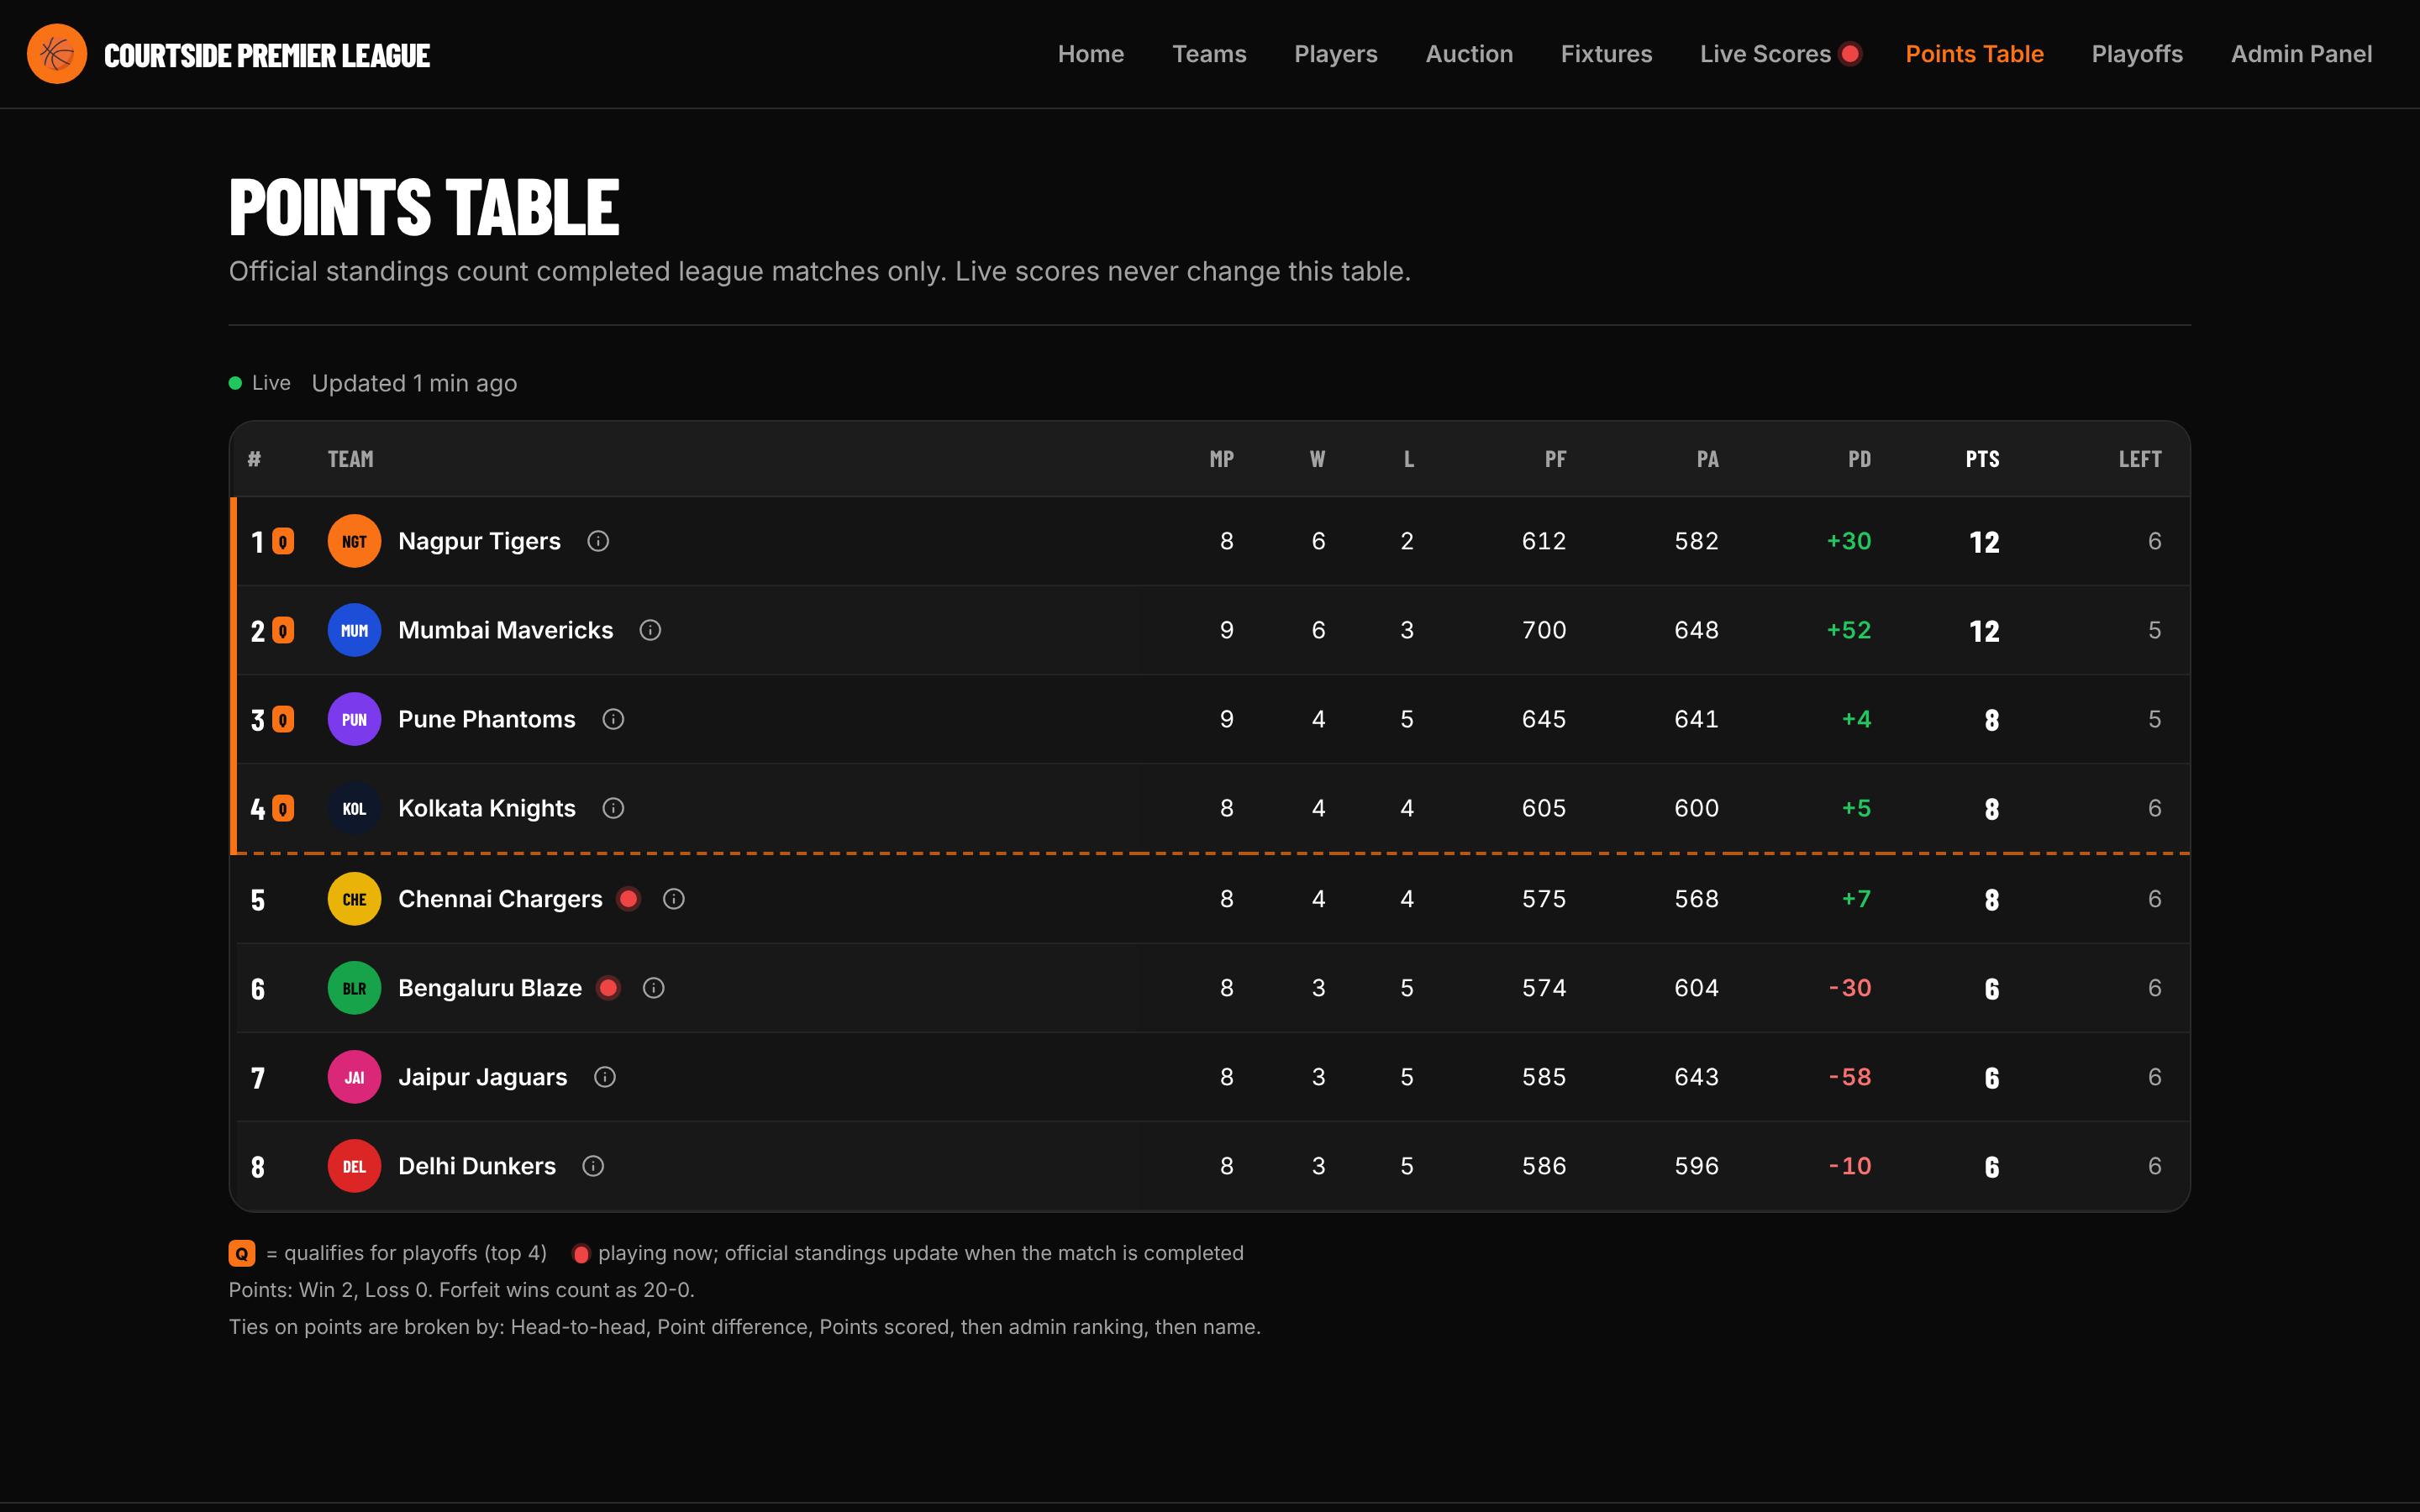 COURTSIDE PREMIER LEAGUE Home Teams Players Auction Fixtures Live Scores Points Table Playoffs Admin Panel
POINTS TABLE
Official standings count completed league matches only. Live scores never change this table.
Live Updated 1 min ago
# TEAM MP W L PF PA PD PTS LEFT
1 Q NGT Nagpur Tigers 8 6 2 612 582 +30 12 6
2 Q MUM Mumbai Mavericks 9 6 3 700 648 +52 12 5
3 Q PUN Pune Phantoms 9 4 5 645 641 +4 8 5
4 Q KOL Kolkata Knights 8 4 4 605 600 +5 8 6
5 CHE Chennai Chargers 8 4 4 575 568 +7 8 6
6 BLR Bengaluru Blaze 8 3 5 574 604 -30 6 6
7 JAI Jaipur Jaguars 8 3 5 585 643 -58 6 6
8 DEL Delhi Dunkers 8 3 5 586 596 -10 6 6
Q = qualifies for playoffs (top 4) playing now; official standings update when the match is completed
Points: Win 2, Loss 0. Forfeit wins count as 20-0.
Ties on points are broken by: Head-to-head, Point difference, Points scored, then admin ranking, then name.